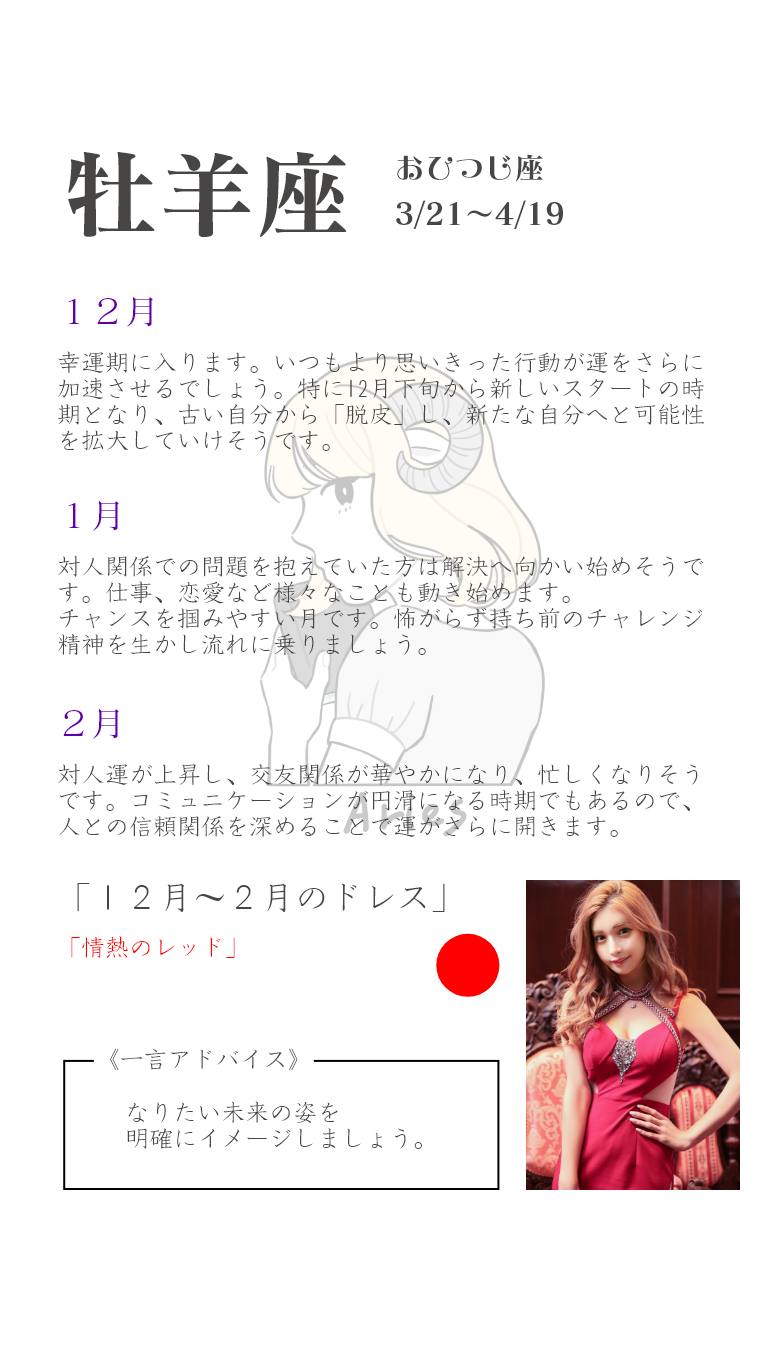 牡羊座
おひつじ座
3/21〜4/19
１２月
幸運期に入ります。いつもより思いきった行動が運をさらに
加速させるでしょう。特に12月下旬から新しいスタートの時
期となり、古い自分から「脱皮」し、新たな自分へと可能性
を拡大していけそうです。
１月
対人関係での問題を抱えていた方は解決へ向かい始めそうで
す。仕事、恋愛など様々なことも動き始めます。
チャンスを掴みやすい月です。怖がらず持ち前のチャレンジ
精神を生かし流れに乗りましょう。
２月
対人運が上昇し、交友関係が華やかになり、忙しくなりそう
です。コミュニケーションが円滑になる時期でもあるので、
人との信頼関係を深めることで運がさらに開きます。
Aries
「１２月〜２月のドレス」
「情熱のレッド」
《一言アドバイス》
なりたい未来の姿を
明確にイメージしましょう。